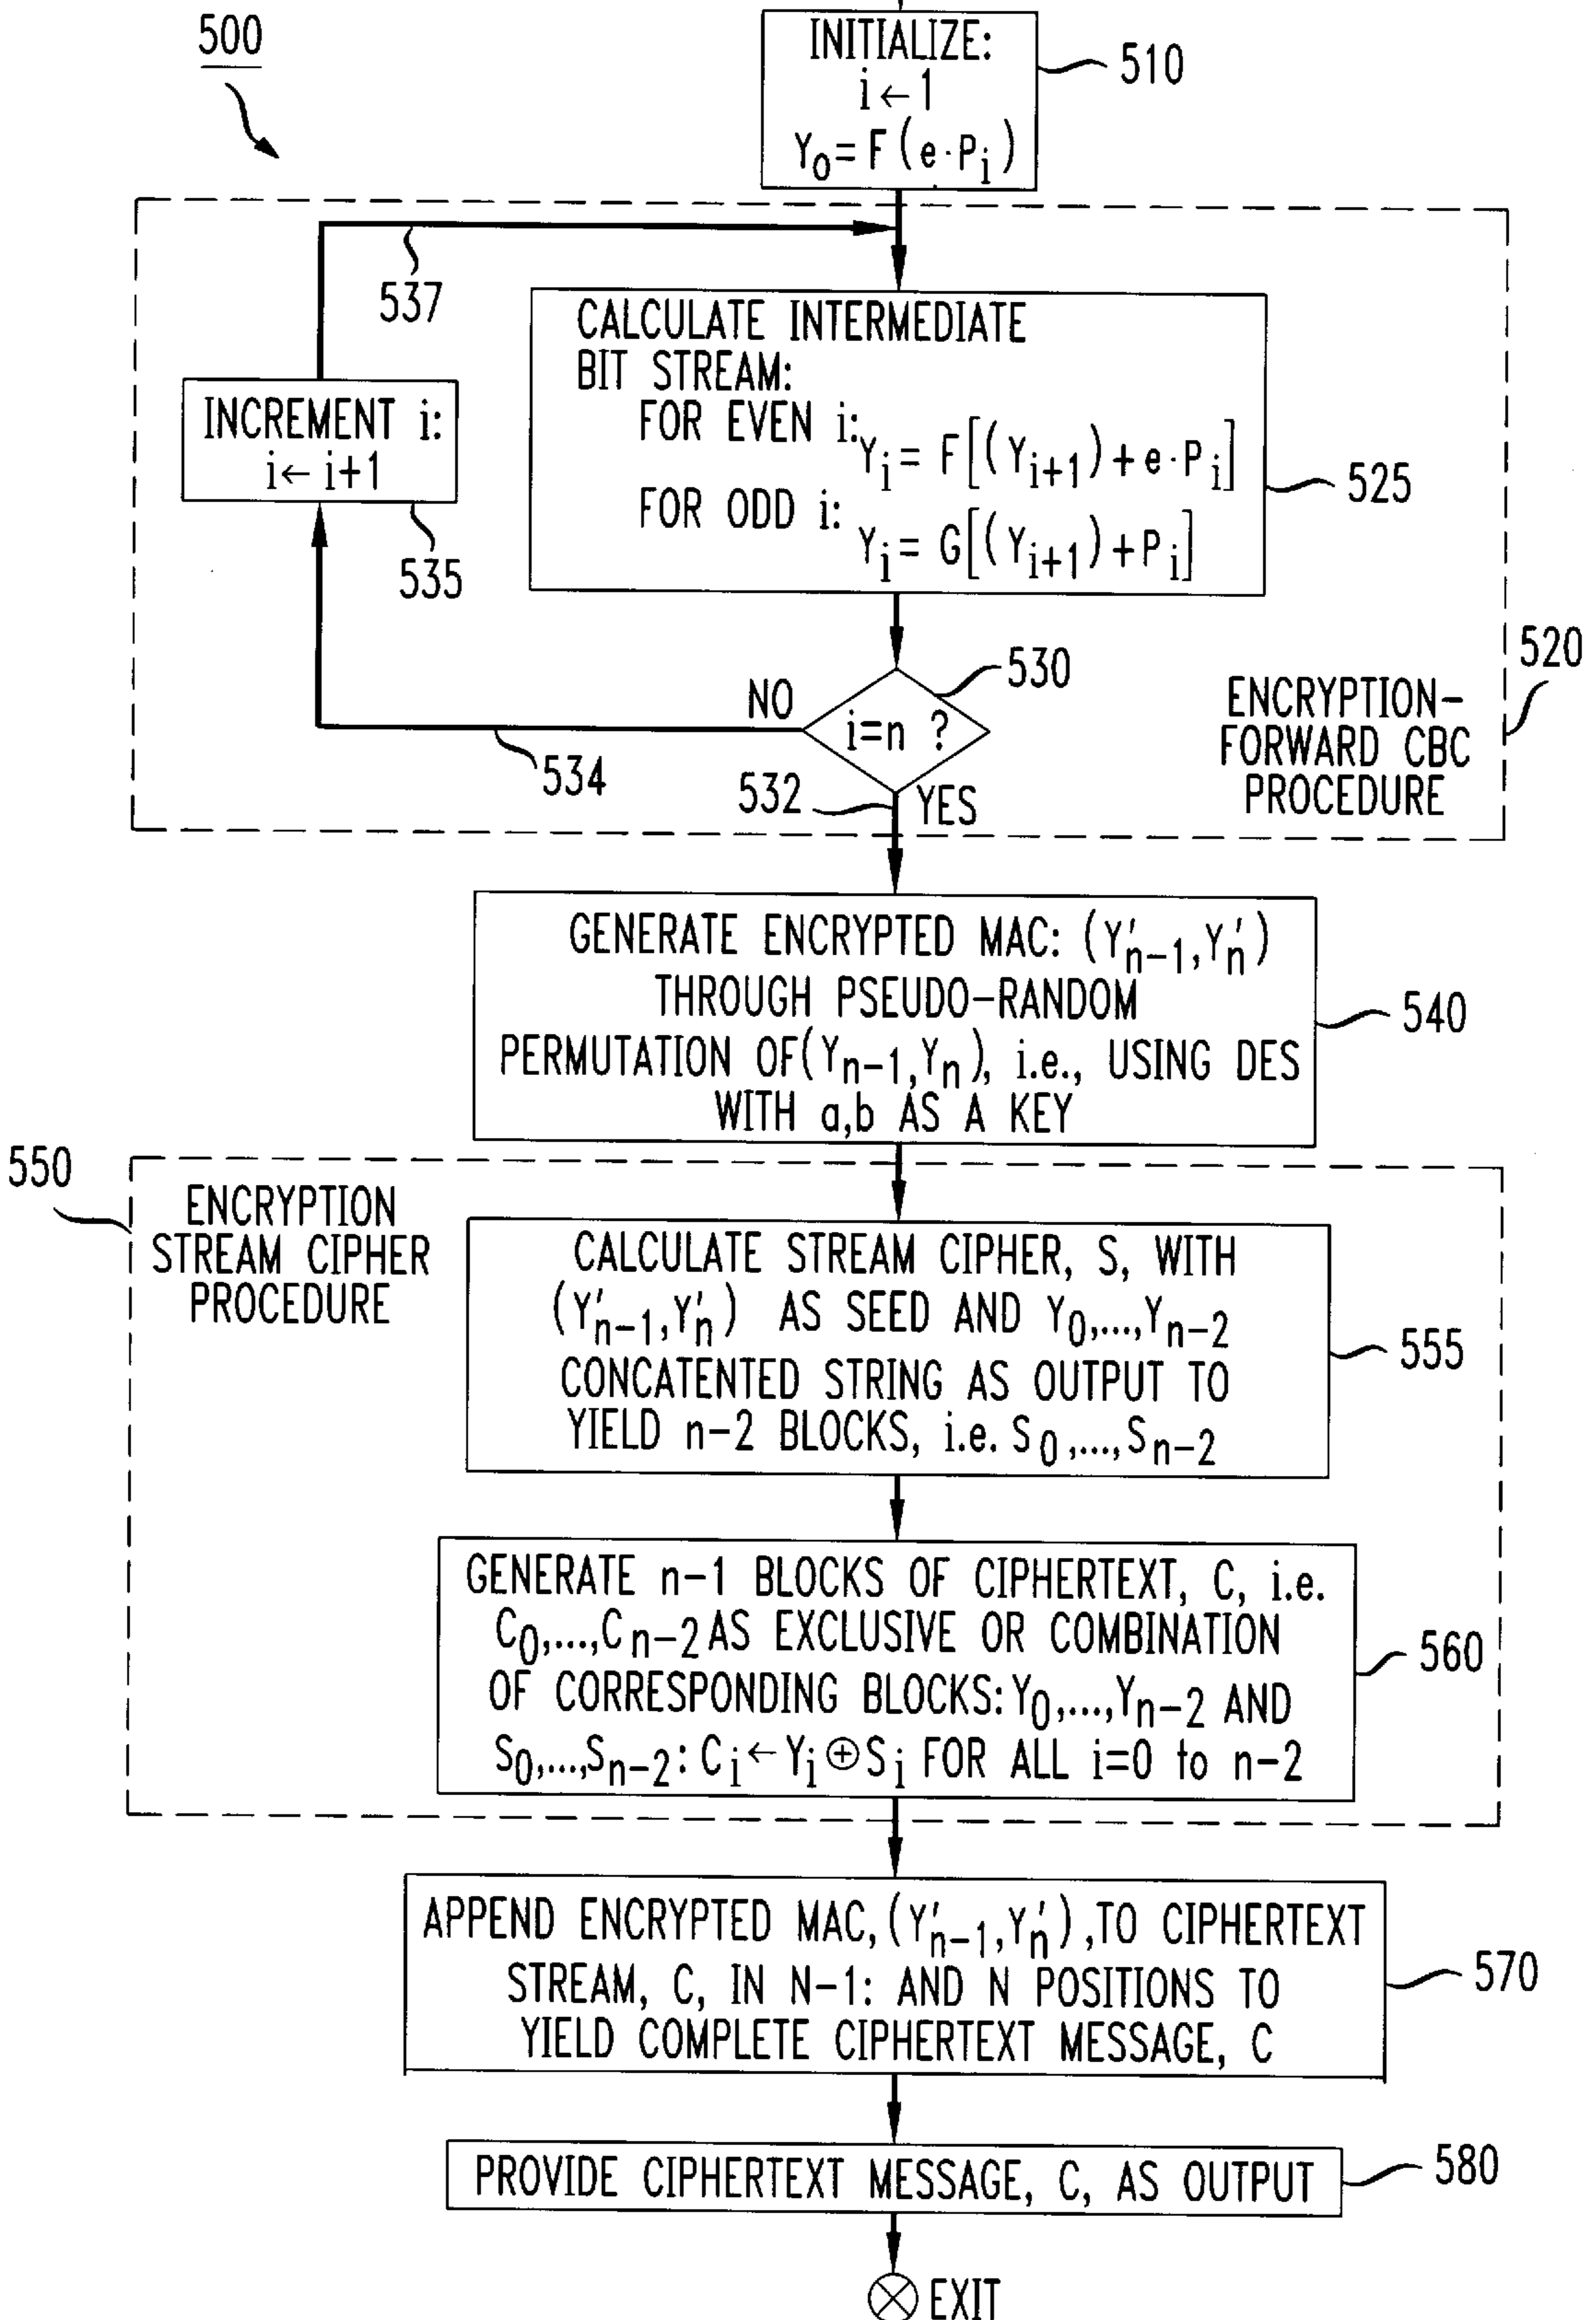 500
INITIALIZE:
i ← 1
Y₀ = F (e · Pᵢ)
510
537
CALCULATE INTERMEDIATE
BIT STREAM:
FOR EVEN i: Yᵢ = F[(Yᵢ₊₁) + e · Pᵢ]
FOR ODD i: Yᵢ = G[(Yᵢ₊₁) + Pᵢ]
525
INCREMENT i:
i ← i+1
535
530
NO
i=n ?
534
532
YES
ENCRYPTION-
FORWARD CBC
PROCEDURE
520
GENERATE ENCRYPTED MAC: (Y′ₙ₋₁,Y′ₙ)
THROUGH PSEUDO-RANDOM
PERMUTATION OF(Yₙ₋₁,Yₙ), i.e., USING DES
WITH a,b AS A KEY
540
550
ENCRYPTION
STREAM CIPHER
PROCEDURE
CALCULATE STREAM CIPHER, S, WITH
(Y′ₙ₋₁,Y′ₙ) AS SEED AND Y₀,...,Yₙ₋₂
CONCATENTED STRING AS OUTPUT TO
YIELD n-2 BLOCKS, i.e. S₀,...,Sₙ₋₂
555
GENERATE n-1 BLOCKS OF CIPHERTEXT, C, i.e.
C₀,...,Cₙ₋₂ AS EXCLUSIVE OR COMBINATION
OF CORRESPONDING BLOCKS: Y₀,...,Yₙ₋₂ AND
S₀,...,Sₙ₋₂: Cᵢ ← Yᵢ ⊕ Sᵢ FOR ALL i=0 to n-2
560
APPEND ENCRYPTED MAC, (Y′ₙ₋₁,Y′ₙ) ,TO CIPHERTEXT
STREAM, C, IN N-1: AND N POSITIONS TO
YIELD COMPLETE CIPHERTEXT MESSAGE, C
570
PROVIDE CIPHERTEXT MESSAGE, C, AS OUTPUT
580
EXIT